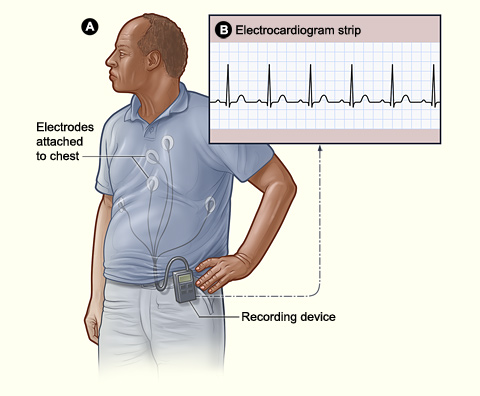 A
B Electrocardiogram strip
Electrodes
attached
to chest
Recording device